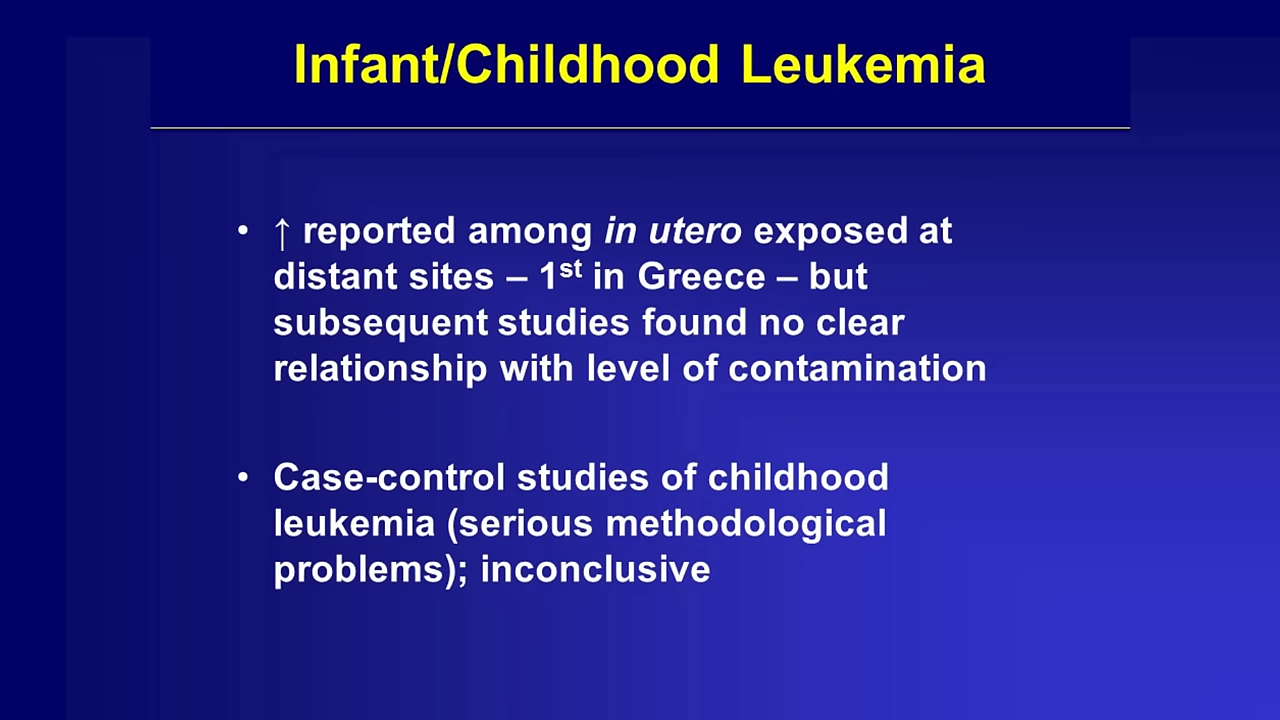 Infant/Childhood Leukemia
• ↑ reported among in utero exposed at
distant sites – 1st in Greece – but
subsequent studies found no clear
relationship with level of contamination
• Case-control studies of childhood
leukemia (serious methodological
problems); inconclusive